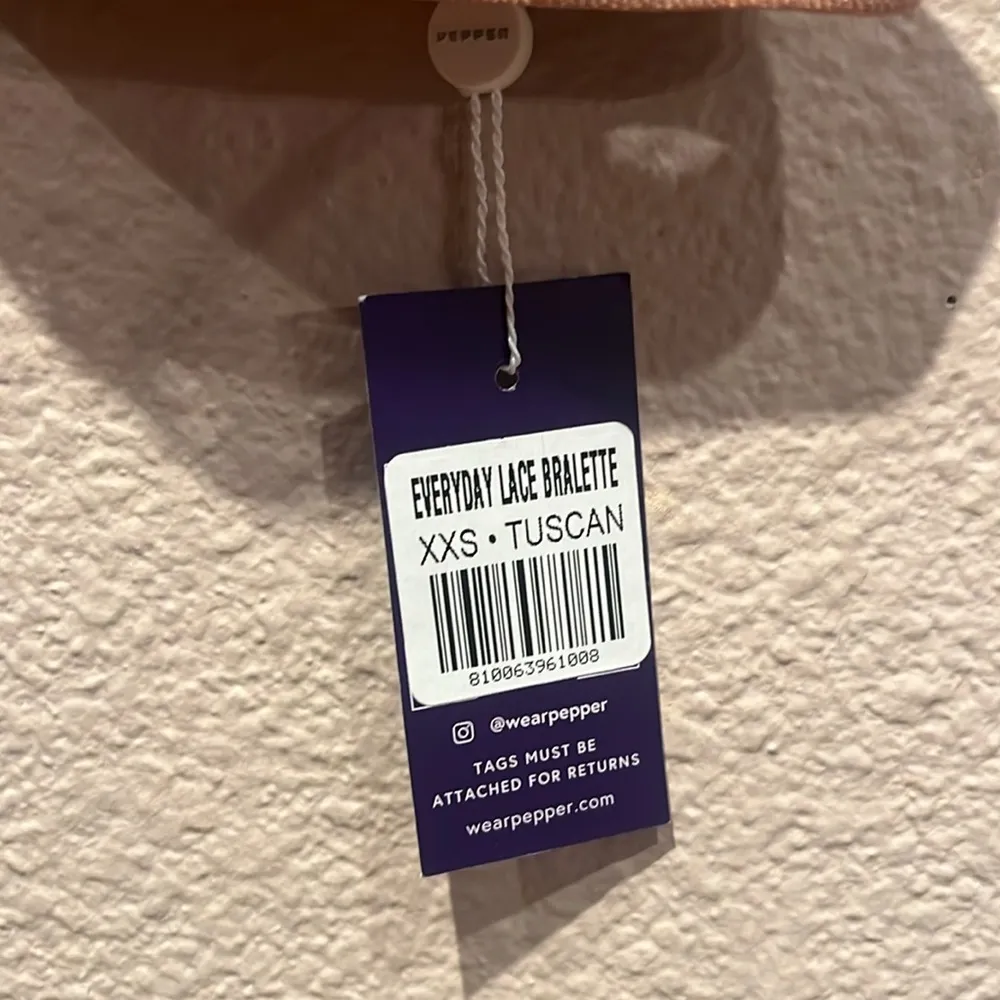 PEPPER
EVERYDAY LACE BRALETTE
XXS • TUSCAN
810063961008
@wearpepper
TAGS MUST BE
ATTACHED FOR RETURNS
wearpepper.com